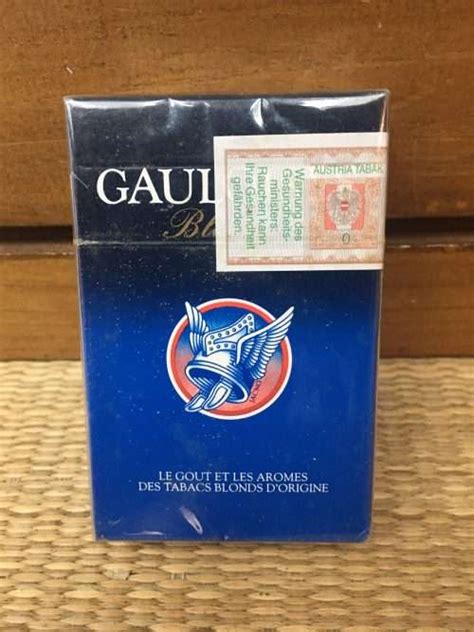 GAUL
Bl
AUSTRIA TABAK
Warnung des
Gesundheits-
ministers:
Rauchen kann
Ihre Gesundheit
gefährden.
LE GOUT ET LES AROMES
DES TABACS BLONDS D'ORIGINE